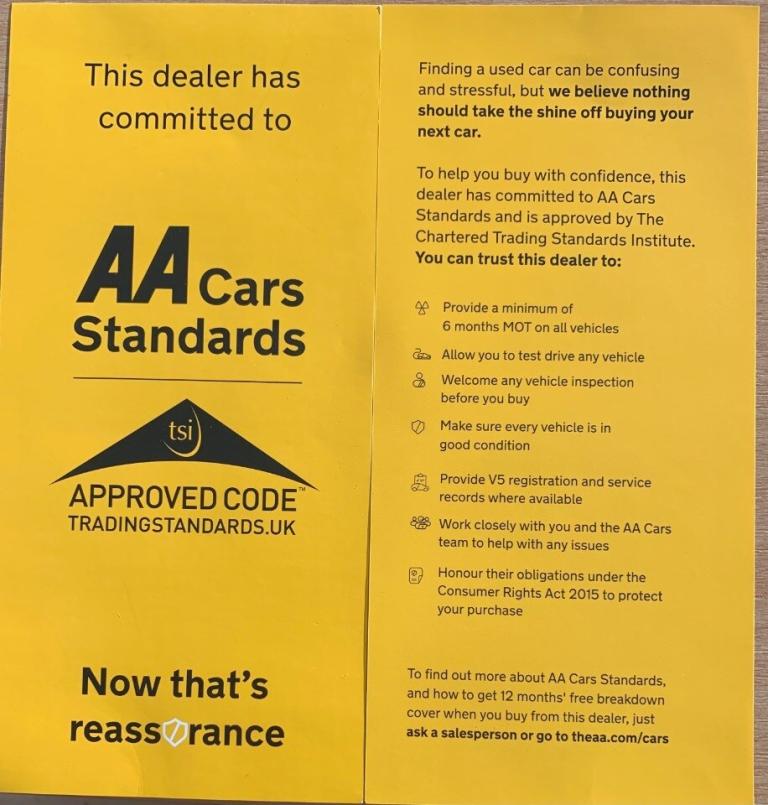 This dealer has
committed to
AA Cars
Standards
tsi
APPROVED CODE™
TRADINGSTANDARDS.UK
Now that's
reassurance
Finding a used car can be confusing
and stressful, but we believe nothing
should take the shine off buying your
next car.
To help you buy with confidence, this
dealer has committed to AA Cars
Standards and is approved by The
Chartered Trading Standards Institute.
You can trust this dealer to:
Provide a minimum of
6 months MOT on all vehicles
Allow you to test drive any vehicle
Welcome any vehicle inspection
before you buy
Make sure every vehicle is in
good condition
Provide V5 registration and service
records where available
Work closely with you and the AA Cars
team to help with any issues
Honour their obligations under the
Consumer Rights Act 2015 to protect
your purchase
To find out more about AA Cars Standards,
and how to get 12 months' free breakdown
cover when you buy from this dealer, just
ask a salesperson or go to theaa.com/cars